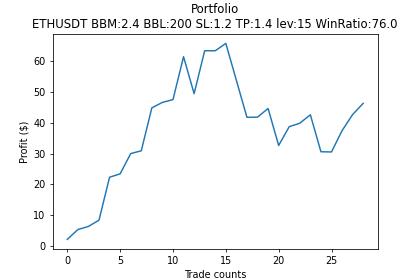 Portfolio
ETHUSDT BBM:2.4 BBL:200 SL:1.2 TP:1.4 lev:15 WinRatio:76.0
60
50
40
30
20
10
0
Profit ($)
0 5 10 15 20 25
Trade counts